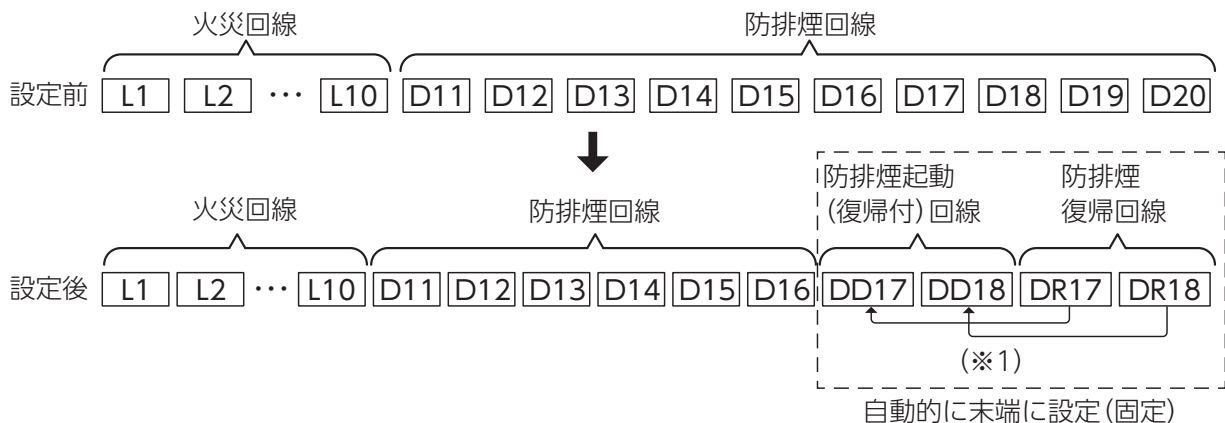 火災回線 防排煙回線
設定前 L1 L2 … L10 D11 D12 D13 D14 D15 D16 D17 D18 D19 D20
火災回線 防排煙回線 防排煙起動(復帰付)回線 防排煙復帰回線
設定後 L1 L2 … L10 D11 D12 D13 D14 D15 D16 DD17 DD18 DR17 DR18
(※1)
自動的に末端に設定(固定)